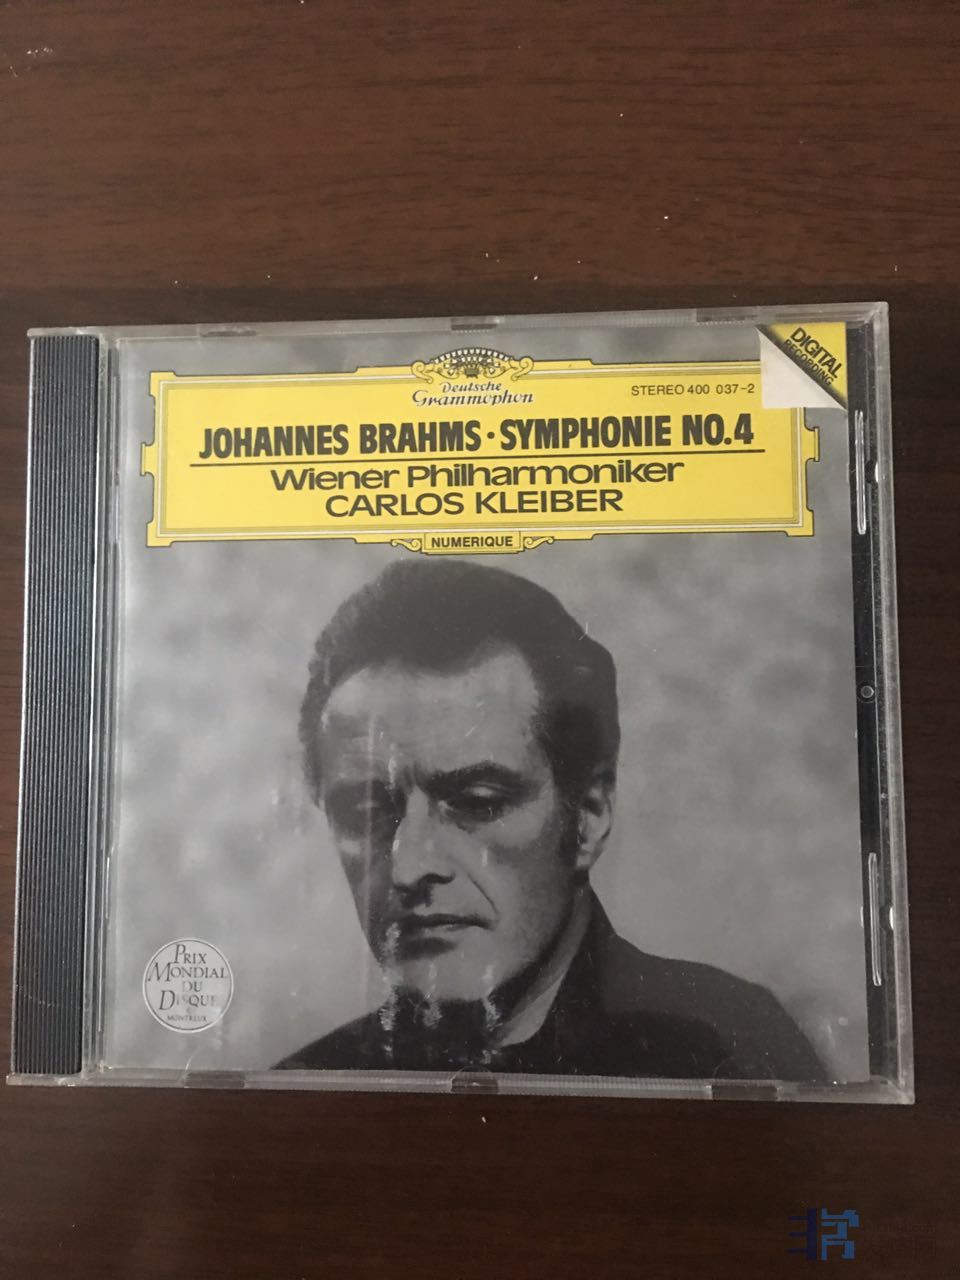 Deutsche
Grammophon
STEREO 400 037-2
DIGITAL
RECORDING
JOHANNES BRAHMS · SYMPHONIE NO.4
Wiener Philharmoniker
CARLOS KLEIBER
NUMERIQUE
PRIX
MONDIAL
DU
DISQUE
MONTREUX